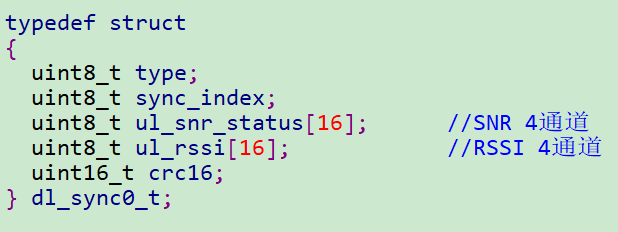 typedef struct
{
  uint8_t type;
  uint8_t sync_index;
  uint8_t ul_snr_status[16];      //SNR 4通道
  uint8_t ul_rssi[16];            //RSSI 4通道
  uint16_t crc16;
} dl_sync0_t;